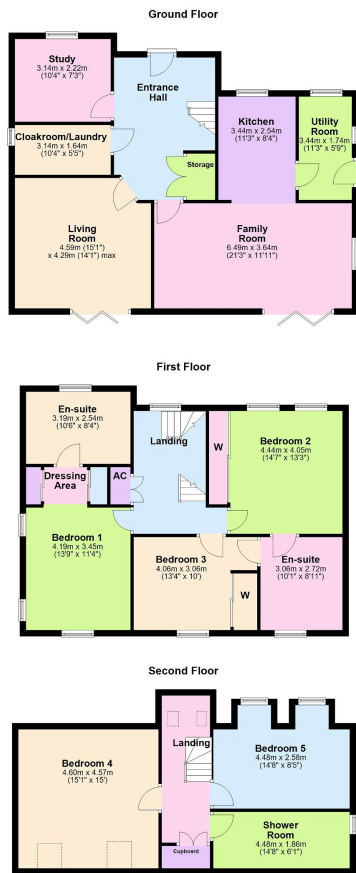 Ground Floor
Study
3.14m x 2.22m
(10'4" x 7'3")
Entrance
Hall
Cloakroom/Laundry
3.14m x 1.64m
(10'4" x 5'5")
Kitchen
3.44m x 2.54m
(11'3" x 8'4")
Utility
Room
3.44m x 1.74m
(11'3" x 5'9")
Storage
Living
Room
4.59m (15'1")
x 4.29m (14'1") max
Family
Room
6.49m x 3.64m
(21'3" x 11'11")
First Floor
En-suite
3.19m x 2.54m
(10'6" x 8'4")
Landing
W
Bedroom 2
4.44m x 4.05m
(14'7" x 13'3")
Dressing
Area
AC
Bedroom 1
4.19m x 3.45m
(13'9" x 11'4")
Bedroom 3
4.06m x 3.06m
(13'4" x 10')
W
En-suite
3.06m x 2.72m
(10'1" x 8'11")
Second Floor
Landing
Bedroom 4
4.60m x 4.57m
(15'1" x 15')
Bedroom 5
4.48m x 2.58m
(14'8" x 8'5")
Shower
Room
4.48m x 1.86m
(14'8" x 6'1")
Cupboard